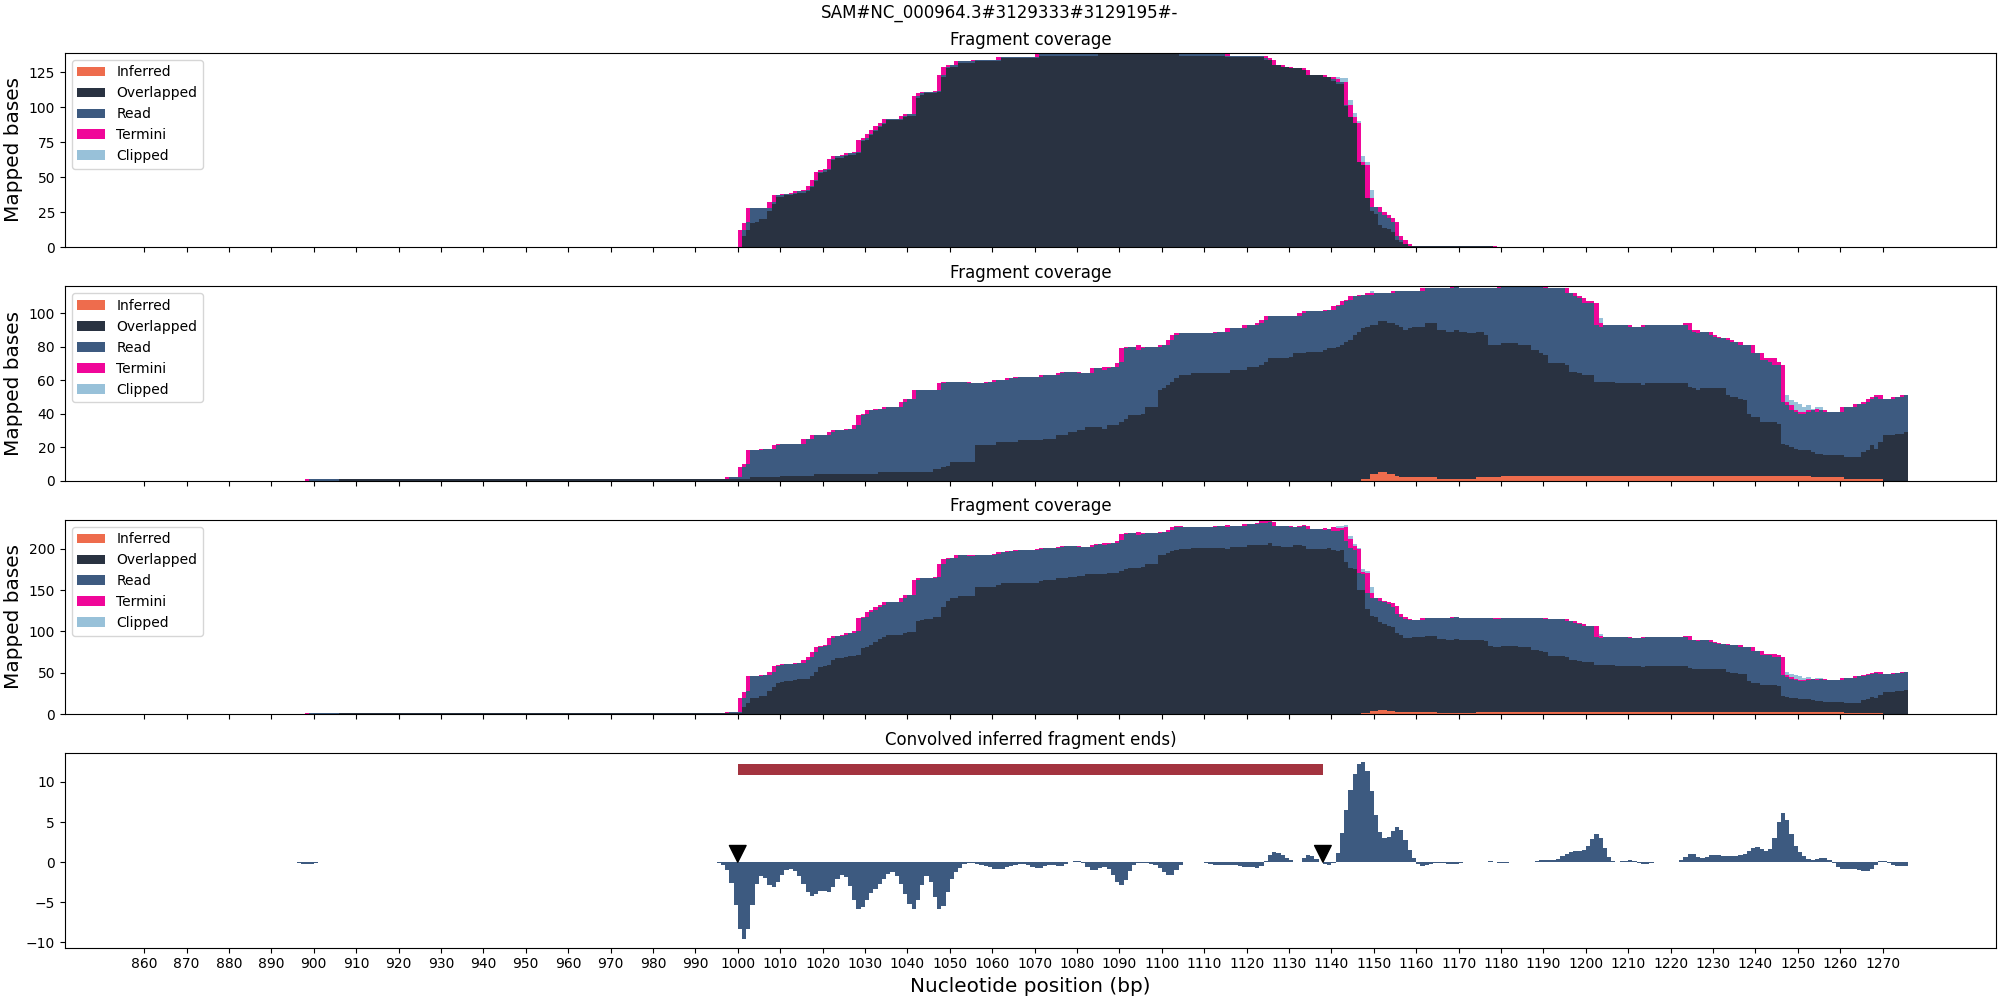 SAM#NC_000964.3#3129333#3129195#-
Fragment coverage
Mapped bases
125
100
75
50
25
0
Inferred
Overlapped
Read
Termini
Clipped
Fragment coverage
Mapped bases
100
80
60
40
20
0
Inferred
Overlapped
Read
Termini
Clipped
Fragment coverage
Mapped bases
200
150
100
50
0
Inferred
Overlapped
Read
Termini
Clipped
Convolved inferred fragment ends)
10
5
0
−5
−10
860 870 880 890 900 910 920 930 940 950 960 970 980 990 1000 1010 1020 1030 1040 1050 1060 1070 1080 1090 1100 1110 1120 1130 1140 1150 1160 1170 1180 1190 1200 1210 1220 1230 1240 1250 1260 1270
Nucleotide position (bp)